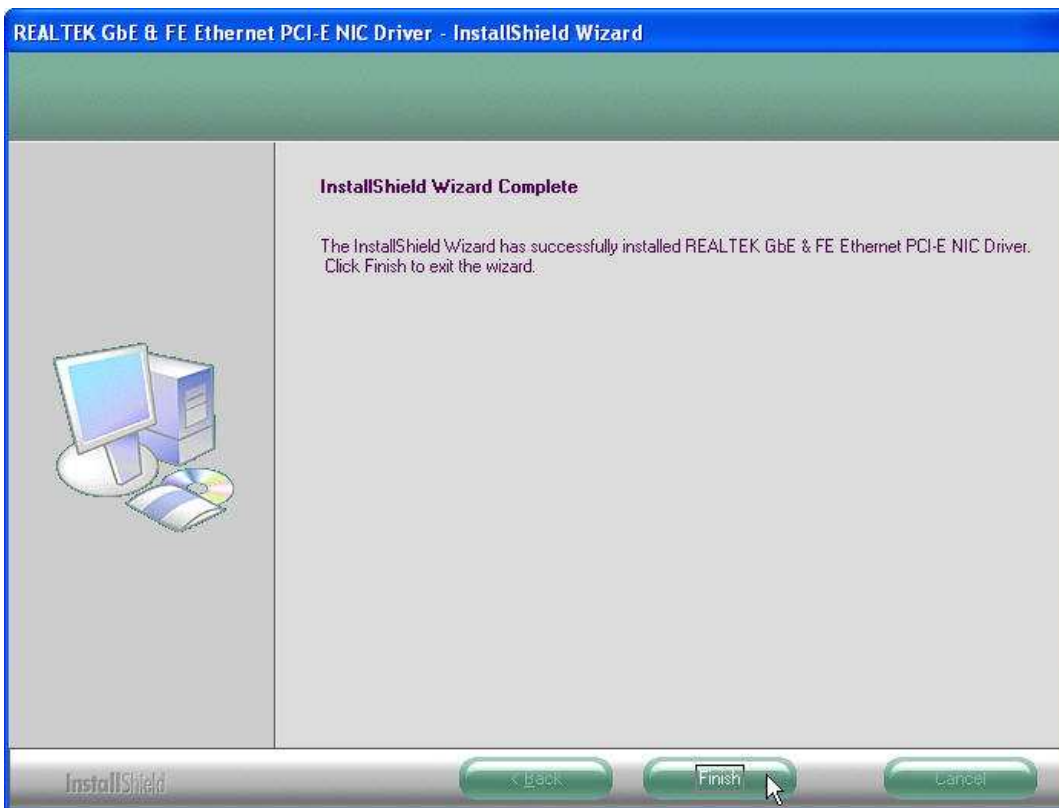 REALTEK GbE & FE Ethernet PCI-E NIC Driver - InstallShield Wizard
InstallShield Wizard Complete
The InstallShield Wizard has successfully installed REALTEK GbE & FE Ethernet PCI-E NIC Driver.
Click Finish to exit the wizard.
InstallShield
< Back
Finish
Cancel